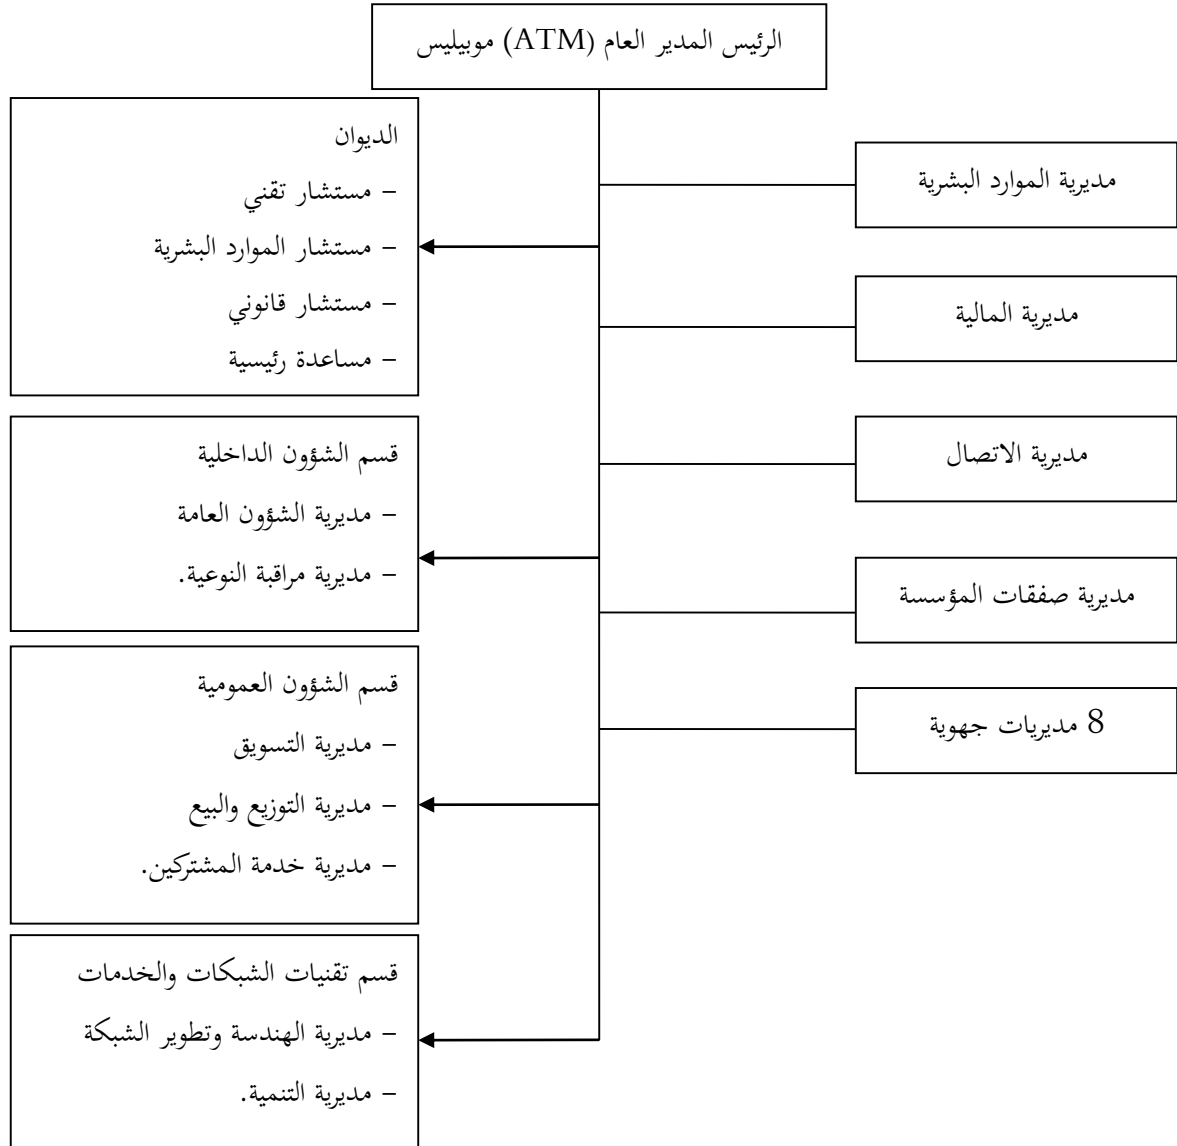 الرئيس المدير العام (ATM) موبيليس
مديرية الموارد البشرية
مديرية المالية
مديرية الاتصال
مديرية صفقات المؤسسة
8 مديريات جهوية
الديوان
– مستشار تقني
– مستشار الموارد البشرية
– مستشار قانوني
– مساعدة رئيسية
قسم الشؤون الداخلية
– مديرية الشؤون العامة
– مديرية مراقبة النوعية.
قسم الشؤون العمومية
– مديرية التسويق
– مديرية التوزيع والبيع
– مديرية خدمة المشتركين.
قسم تقنيات الشبكات والخدمات
– مديرية الهندسة وتطوير الشبكة
– مديرية التنمية.